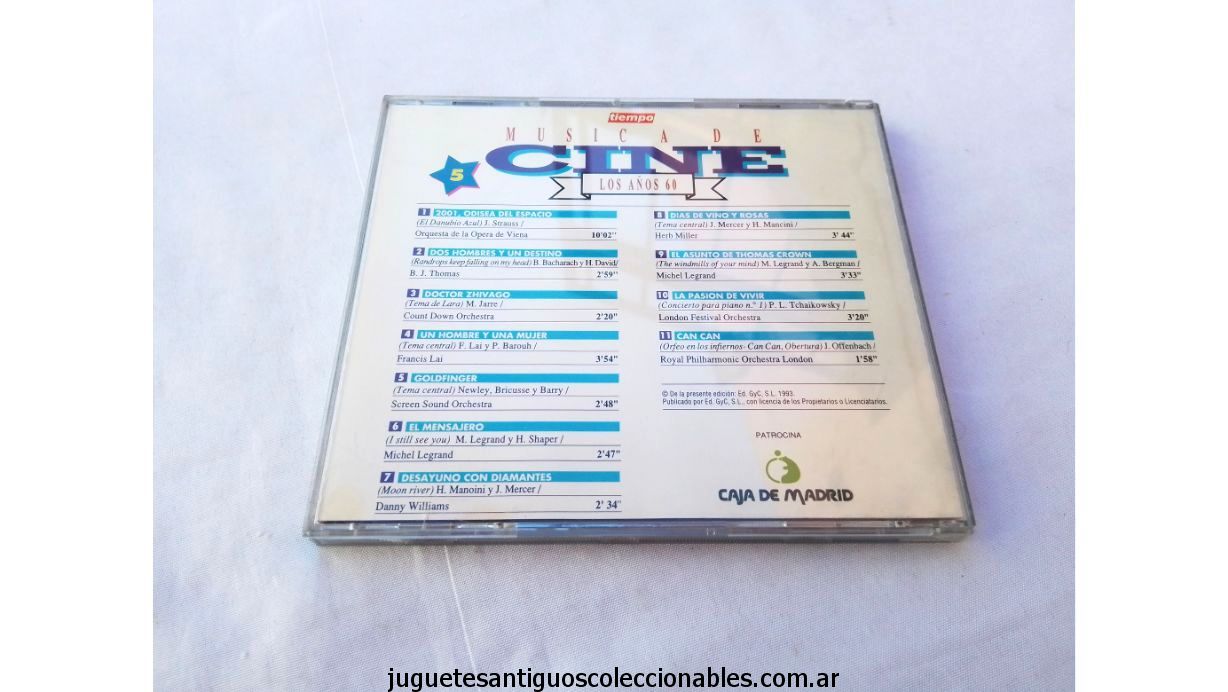 tiempo
MUSICA DE
CINE
5
LOS AÑOS 60
1 2001, ODISEA DEL ESPACIO
(El Danubio Azul) J. Strauss /
Orquesta de la Opera de Viena 10'02"
2 DOS HOMBRES Y UN DESTINO
(Randrops keep falling on my head) B. Bacharach y H. David/
B. J. Thomas 2'59"
3 DOCTOR ZHIVAGO
(Tema de Lara) M. Jarre /
Count Down Orchestra 2'20"
4 UN HOMBRE Y UNA MUJER
(Tema central) F. Lai y P. Barouh /
Francis Lai 3'54"
5 GOLDFINGER
(Tema central) Newley, Bricusse y Barry /
Screen Sound Orchestra 2'48"
6 EL MENSAJERO
(I still see you) M. Legrand y H. Shaper /
Michel Legrand 2'47"
7 DESAYUNO CON DIAMANTES
(Moon river) H. Manoini y J. Mercer /
Danny Williams 2' 34"
8 DIAS DE VINO Y ROSAS
(Tema central) J. Mercer y H. Mancini /
Herb Miller 3' 44"
9 EL ASUNTO DE THOMAS CROWN
(The windmills of your mind) M. Legrand y A. Bergman /
Michel Legrand 3'33"
10 LA PASION DE VIVIR
(Concierto para piano n.º 1) P. L. Tchaikowsky /
London Festival Orchestra 3'20"
11 CAN CAN
(Orfeo en los infiernos- Can Can, Obertura) J. Offenbach /
Royal Philharmonic Orchestra London 1'58"
© De la presente edición: Ed. GyC, S.L. 1993.
Publicado por Ed. GyC, S.L., con licencia de los Propietarios o Licenciatarios.
PATROCINA
CAJA DE MADRID
juguetesantiguoscoleccionables.com.ar